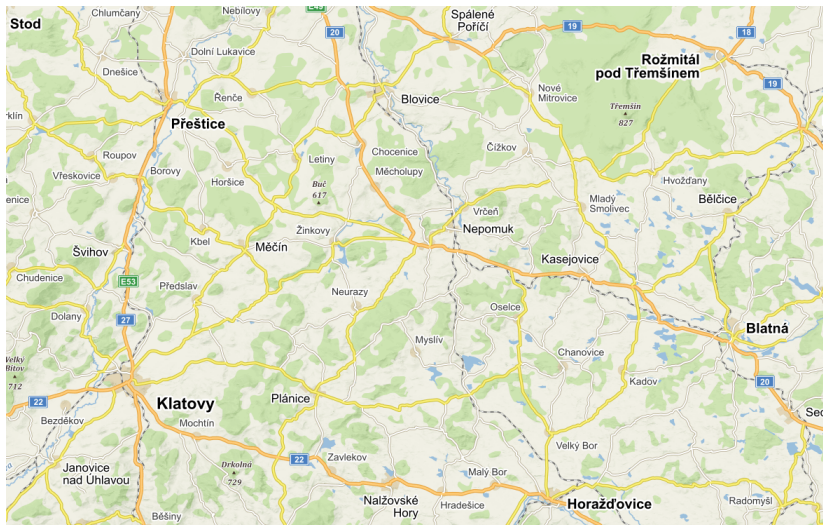 Chlumčany
Nebílovy
E49
Spálené
Poříčí
Stod
20
19
18
Dolní Lukavice
Rožmitál
pod Třemšínem
Dnešice
19
Řenče
Blovice
Nové
Mitrovice
Třemšín
827
Přeštice
Chocenice
Čížkov
Roupov
Letiny
Měcholupy
Vřeskovice
Borovy
Horšice
Buč
617
Hvožďany
Mladý
Smolivec
Bělčice
Vrčeň
Nepomuk
Žinkovy
Kbel
Měčín
Švihov
Kasejovice
Chudenice
E53
Předslav
Neurazy
Oselce
Dolany
27
Blatná
Myslív
Chanovice
712
Kadov
20
Klatovy
Plánice
22
Bezděkov
Mochtín
Velký Bor
Zavlekov
22
Drkolná
729
Malý Bor
Janovice
nad Úhlavou
Nalžovské
Hory
Hradešice
Horažďovice
Radomyšl
Běšiny